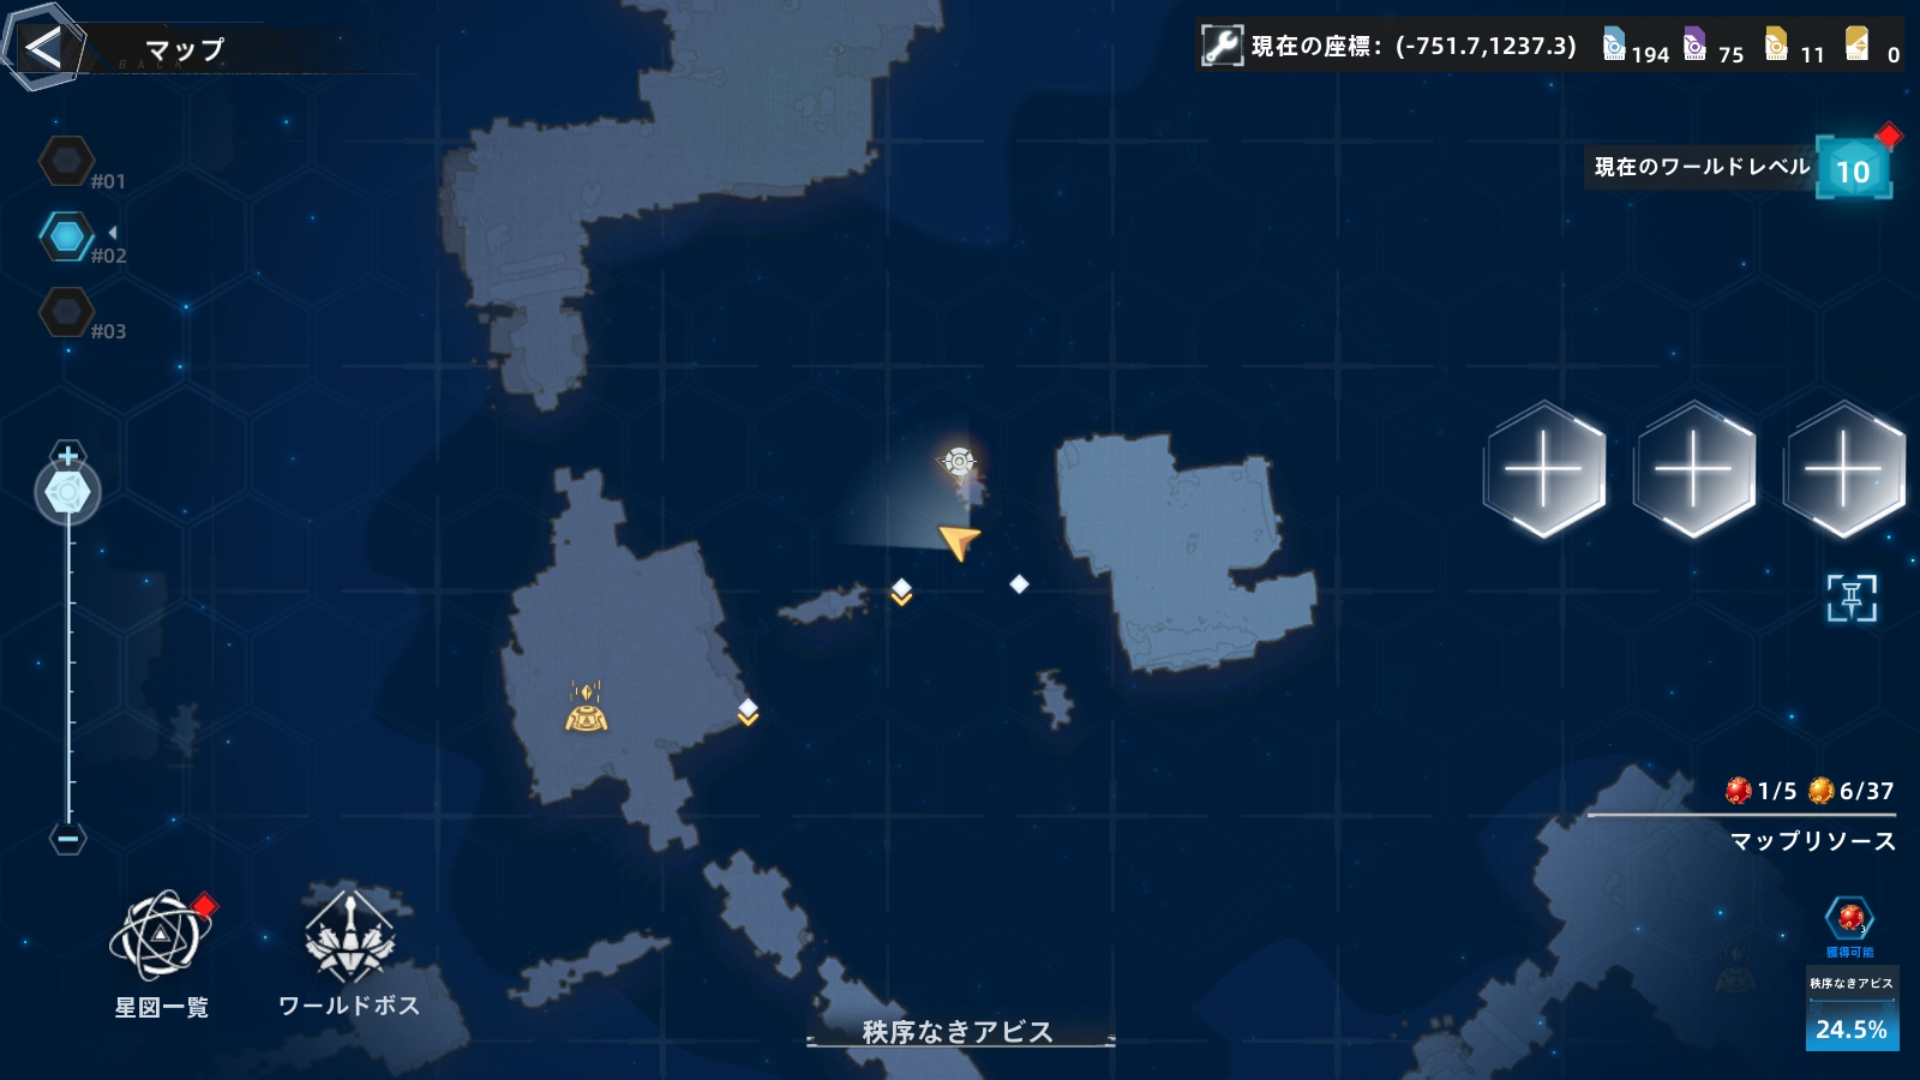 マップ
BACK
現在の座標：(-751.7,1237.3)
194
75
11
0
現在のワールドレベル
10
#01
#02
#03
1/5
6/37
マップリソース
3
獲得可能
秩序なきアビス
24.5%
星図一覧
ワールドボス
秩序なきアビス